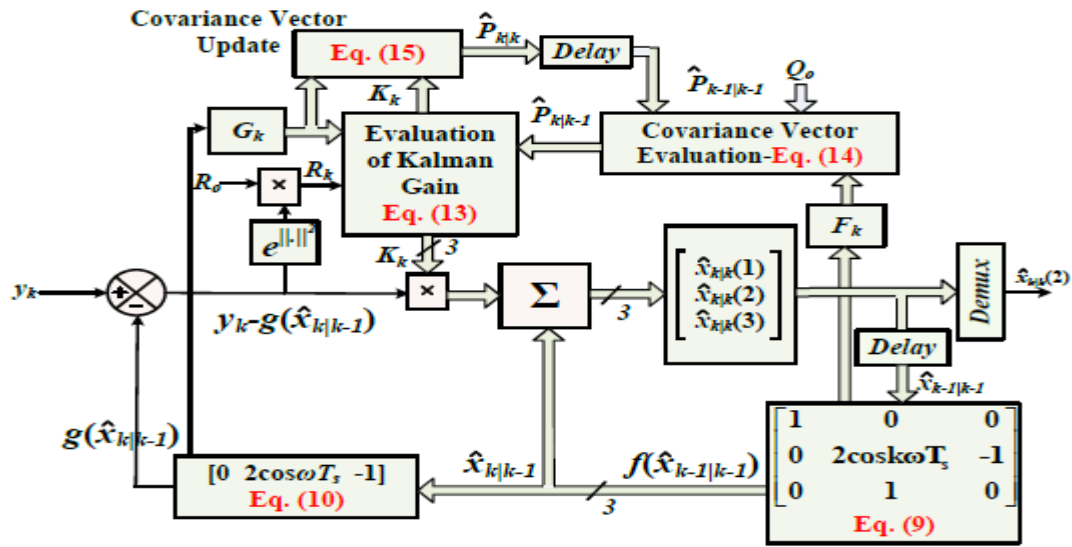 Covariance Vector
Update
Eq. (15)
P̂k|k
Delay
P̂k-1|k-1
Qo
Kk
P̂k|k-1
Gk
Evaluation
of Kalman
Gain
Eq. (13)
Covariance Vector
Evaluation-Eq. (14)
Ro
×
Rk
e||.||²
Fk
Kk
3
yk
+
-
×
Σ
3
x̂k|k(1)
x̂k|k(2)
x̂k|k(3)
Demux
x̂k|k(2)
yk-g(x̂k|k-1)
Delay
x̂k-1|k-1
g(x̂k|k-1)
[0 2cosωTs -1]
Eq. (10)
x̂k|k-1
f(x̂k-1|k-1)
3
1 0 0
0 2coskωTs -1
0 1 0
Eq. (9)